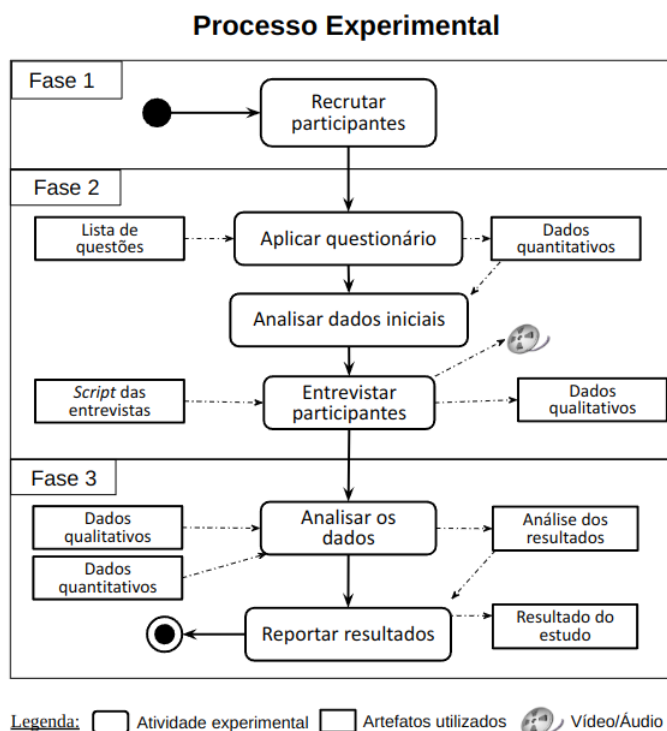 Processo Experimental
Fase 1
Recrutar
participantes
Fase 2
Lista de
questões
Aplicar questionário
Dados
quantitativos
Analisar dados iniciais
Script das
entrevistas
Entrevistar
participantes
Dados
qualitativos
Fase 3
Dados
qualitativos
Dados
quantitativos
Analisar os
dados
Análise dos
resultados
Reportar resultados
Resultado do
estudo
Legenda: Atividade experimental Artefatos utilizados Vídeo/Áudio